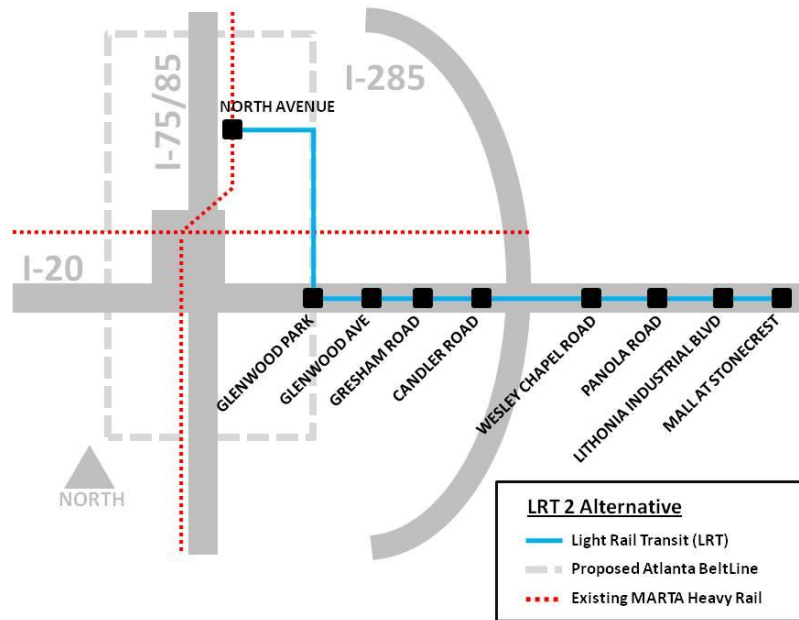 I-75/85
I-285
NORTH AVENUE
I-20
GLENWOOD PARK
GLENWOOD AVE
GRESHAM ROAD
CANDLER ROAD
WESLEY CHAPEL ROAD
PANOLA ROAD
LITHONIA INDUSTRIAL BLVD
MALL AT STONECREST
NORTH
LRT 2 Alternative
Light Rail Transit (LRT)
Proposed Atlanta BeltLine
Existing MARTA Heavy Rail